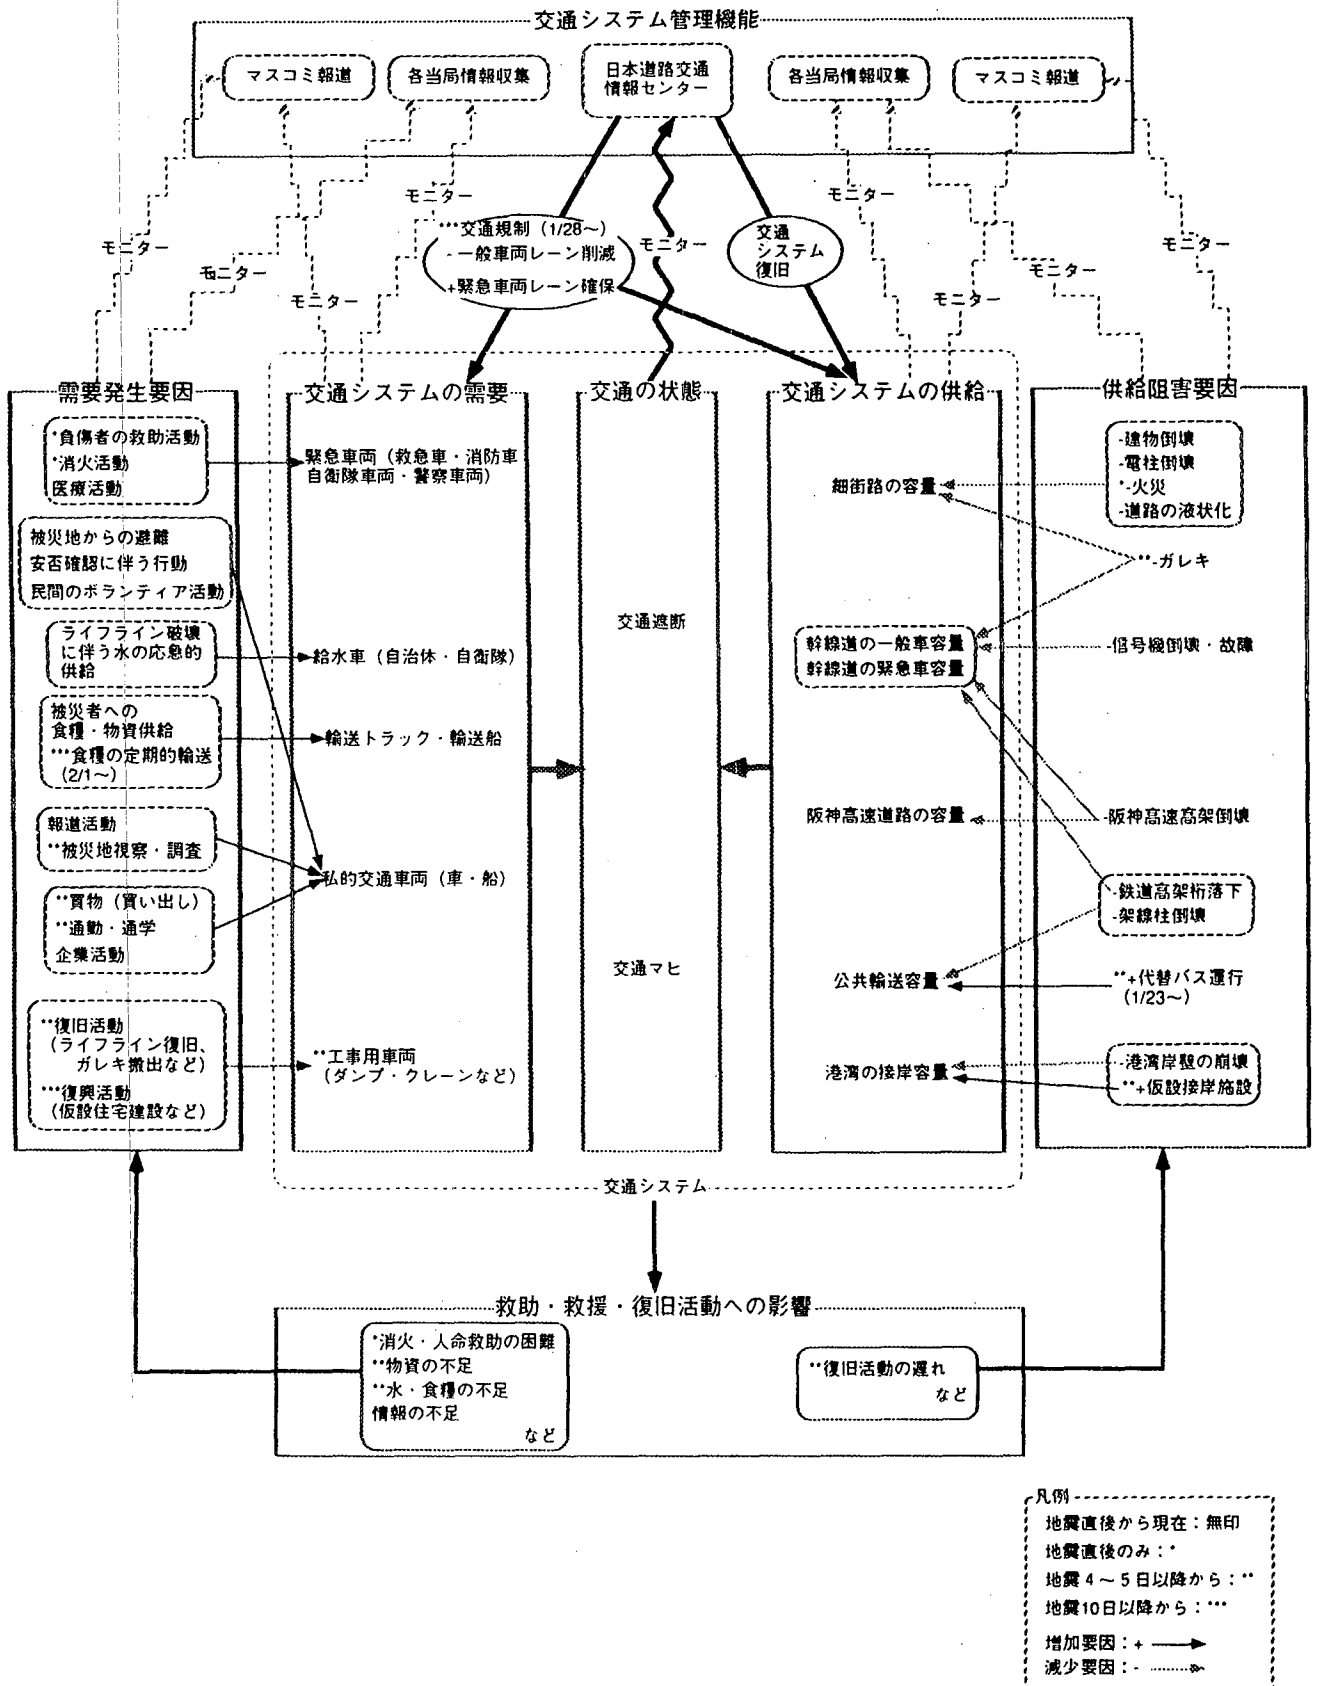 交通システム管理機能
マスコミ報道
各当局情報収集
日本道路交通
情報センター
各当局情報収集
マスコミ報道
モニター
モニター
モニター
モニター
***交通規制（1/28～）
-一般車両レーン削減
+緊急車両レーン確保
モニター
交通
システム
復旧
モニター
モニター
モニター
モニター
需要発生要因
*負傷者の救助活動
*消火活動
医療活動
被災地からの避難
安否確認に伴う行動
民間のボランティア活動
ライフライン破壊
に伴う水の応急的
供給
被災者への
食糧・物資供給
***食糧の定期的輸送
（2/1～）
報道活動
**被災地視察・調査
**買物（買い出し）
**通勤・通学
企業活動
**復旧活動
（ライフライン復旧、
ガレキ搬出など）
***復興活動
（仮設住宅建設など）
交通システムの需要
緊急車両（救急車・消防車
自衛隊車両・警察車両）
給水車（自治体・自衛隊）
輸送トラック・輸送船
私的交通車両（車・船）
**工事用車両
（ダンプ・クレーンなど）
交通の状態
交通遮断
交通マヒ
交通システムの供給
細街路の容量
幹線道の一般車容量
幹線道の緊急車容量
阪神高速道路の容量
公共輸送容量
港湾の接岸容量
供給阻害要因
-建物倒壊
-電柱倒壊
*-火災
-道路の液状化
**-ガレキ
-信号機倒壊・故障
-阪神高速高架倒壊
-鉄道高架桁落下
-架線柱倒壊
**+代替バス運行
（1/23～）
-港湾岸壁の崩壊
**+仮設接岸施設
交通システム
救助・救援・復旧活動への影響
*消火・人命救助の困難
**物資の不足
**水・食糧の不足
情報の不足
など
**復旧活動の遅れ
など
凡例
地震直後から現在：無印
地震直後のみ：*
地震4～5日以降から：**
地震10日以降から：***
増加要因：+
減少要因：-